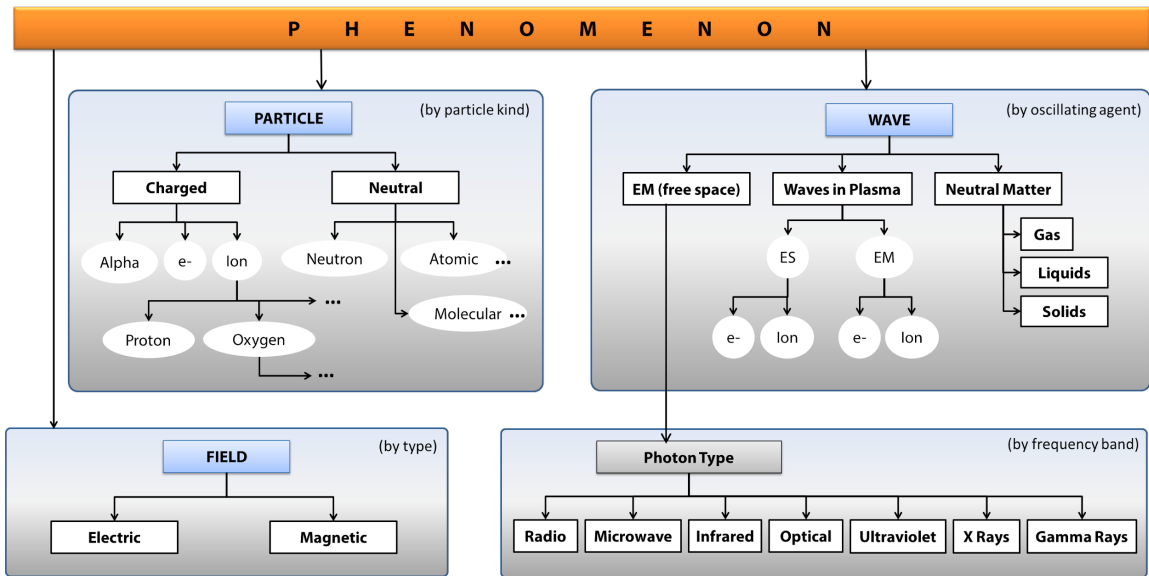 P H E N O M E N O N
(by particle kind)
PARTICLE
Charged
Neutral
Alpha
e-
Ion
Neutron
Atomic ...
...
Molecular ...
Proton
Oxygen
...
(by oscillating agent)
WAVE
EM (free space)
Waves in Plasma
Neutral Matter
ES
EM
Gas
Liquids
Solids
e-
Ion
e-
Ion
(by type)
FIELD
Electric
Magnetic
(by frequency band)
Photon Type
Radio
Microwave
Infrared
Optical
Ultraviolet
X Rays
Gamma Rays